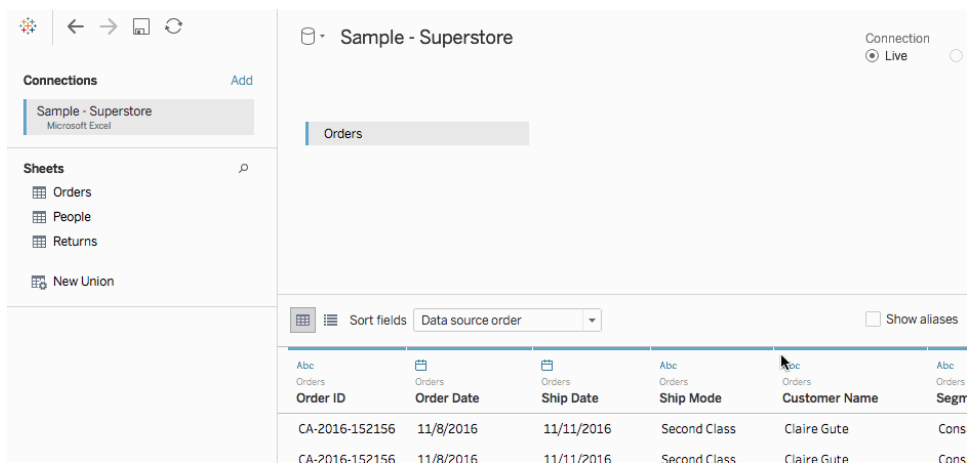 Sample - Superstore
Connection
Live
Connections Add
Sample - Superstore
Microsoft Excel
Orders
Sheets
Orders
People
Returns
New Union
Sort fields Data source order Show aliases
Abc Abc Abc
Orders Orders Orders Orders Orders Orders
Order ID Order Date Ship Date Ship Mode Customer Name Segm
CA-2016-152156 11/8/2016 11/11/2016 Second Class Claire Gute Cons
CA-2016-152156 11/8/2016 11/11/2016 Second Class Claire Gute Cons